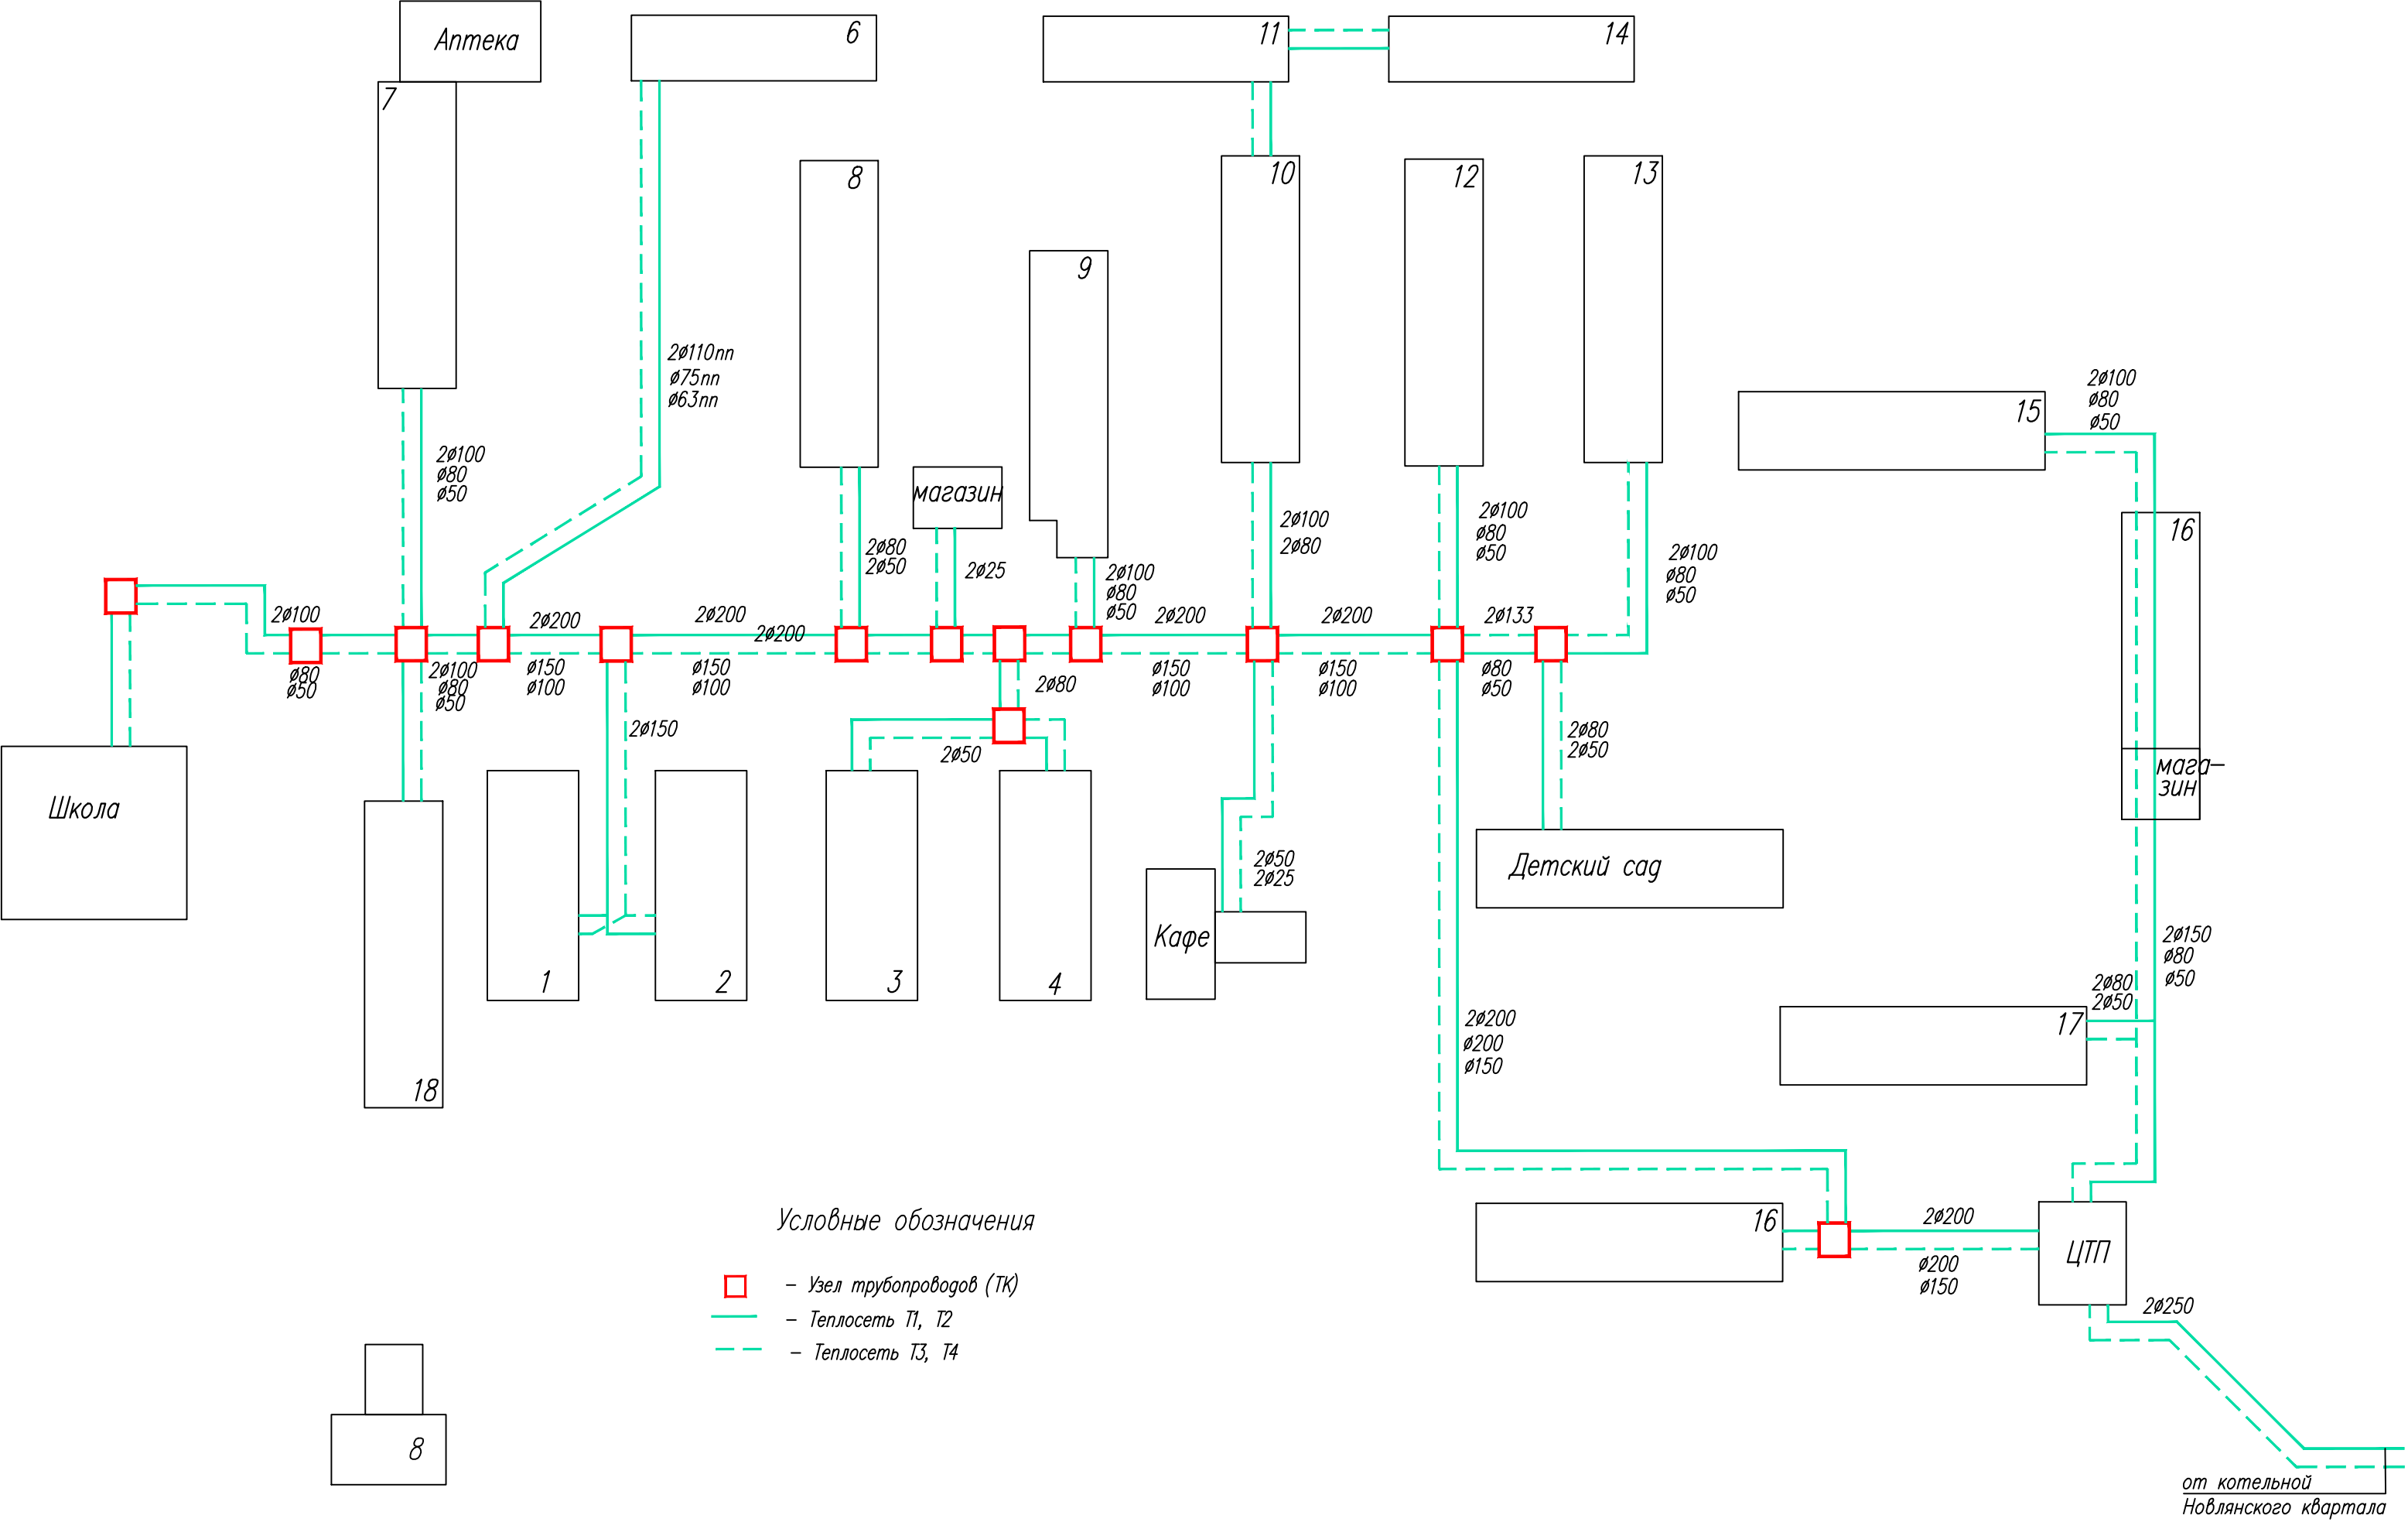 Аптека
6
11
14
7
8
10
12
13
9
2ø110пп
ø75пп
ø63пп
15
2ø100
ø80
ø50
2ø100
ø80
ø50
магазин
2ø80
2ø50
2ø25
2ø100
ø80
ø50
2ø100
2ø80
2ø100
ø80
ø50
2ø100
ø80
ø50
16
мага-
зин
2ø100
ø80
ø50
2ø100
ø80
ø50
2ø200
ø150
ø100
2ø200
2ø200
ø150
ø100
2ø200
ø150
ø100
2ø200
ø150
ø100
2ø133
ø80
ø50
2ø150
2ø80
2ø50
2ø80
2ø50
Школа
18
1
2
3
4
Кафе
2ø50
2ø25
Детский сад
2ø150
ø80
ø50
2ø80
2ø50
17
2ø200
ø200
ø150
16
2ø200
ø200
ø150
ЦТП
2ø250
Условные обозначения
– Узел трубопроводов (ТК)
– Теплосеть Т1, Т2
– Теплосеть Т3, Т4
8
от котельной
Новлянского квартала